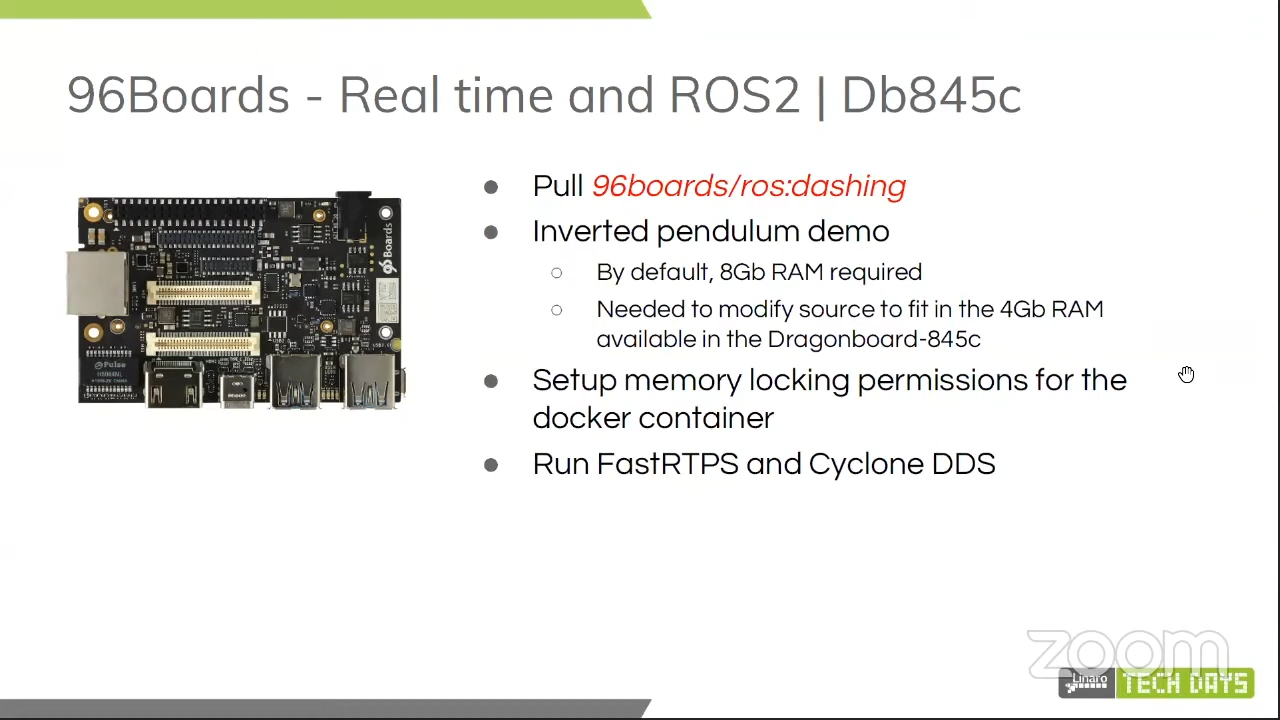 96Boards - Real time and ROS2 | Db845c
Pull 96boards/ros:dashing
Inverted pendulum demo
By default, 8Gb RAM required
Needed to modify source to fit in the 4Gb RAM
available in the Dragonboard-845c
Setup memory locking permissions for the
docker container
Run FastRTPS and Cyclone DDS
Boards
Pulse
zoom
Linaro
TECH DAYS